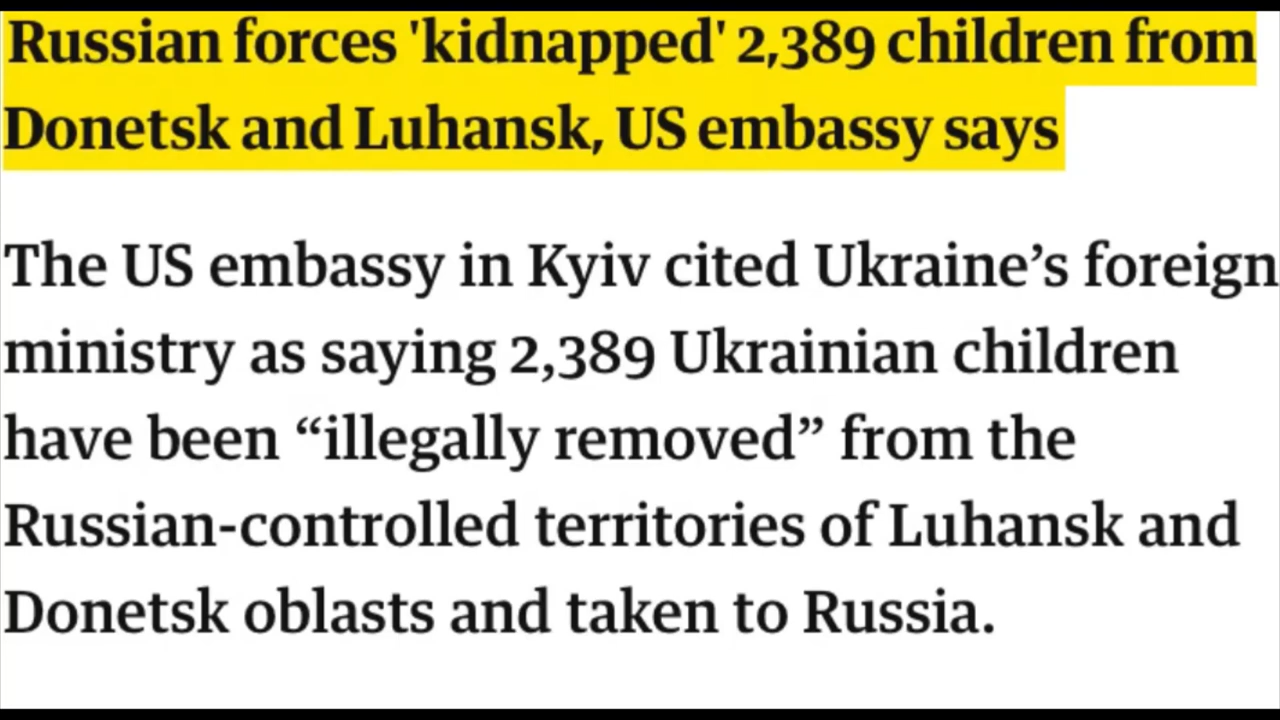 Russian forces 'kidnapped' 2,389 children from
Donetsk and Luhansk, US embassy says
The US embassy in Kyiv cited Ukraine’s foreign
ministry as saying 2,389 Ukrainian children
have been “illegally removed” from the
Russian-controlled territories of Luhansk and
Donetsk oblasts and taken to Russia.